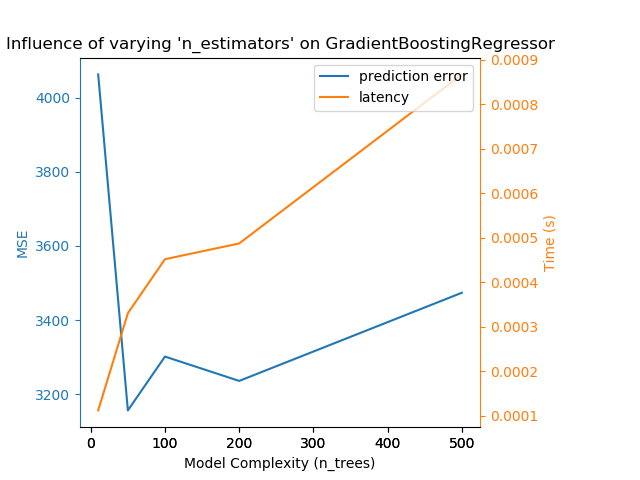 Influence of varying 'n_estimators' on GradientBoostingRegressor
prediction error
latency
4000
3800
3600
3400
3200
MSE
0.0009
0.0008
0.0007
0.0006
0.0005
0.0004
0.0003
0.0002
0.0001
Time (s)
0 100 200 300 400 500
Model Complexity (n_trees)